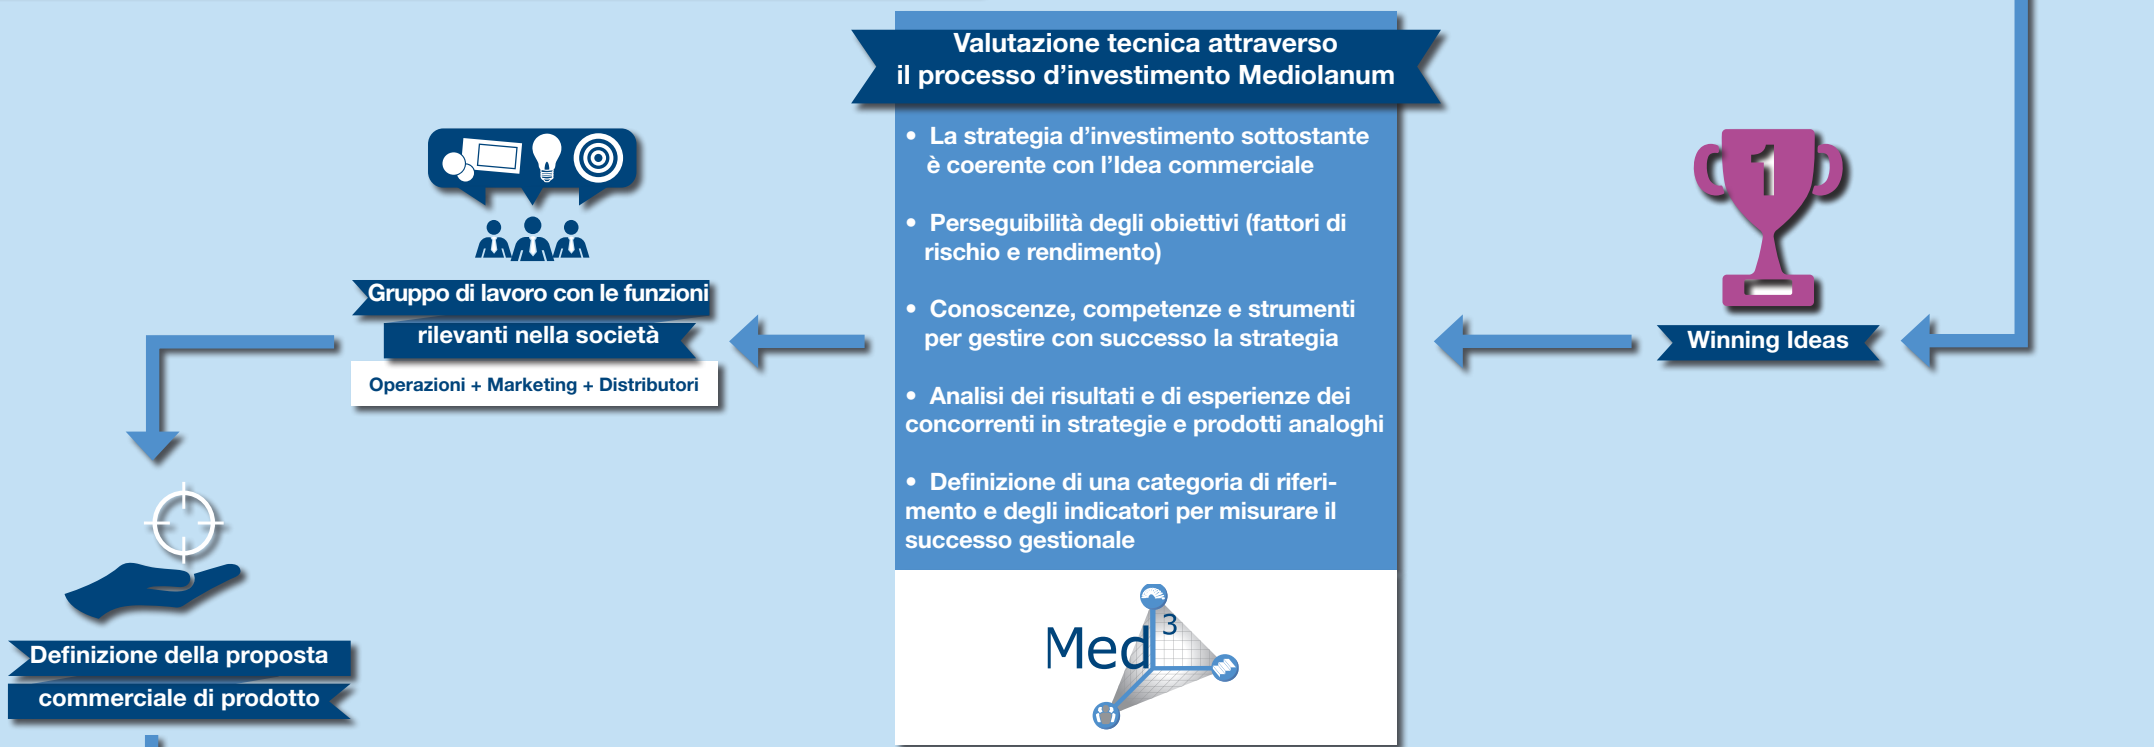 Valutazione tecnica attraverso
il processo d’investimento Mediolanum
• La strategia d’investimento sottostante
è coerente con l’Idea commerciale
• Perseguibilità degli obiettivi (fattori di
rischio e rendimento)
• Conoscenze, competenze e strumenti
per gestire con successo la strategia
• Analisi dei risultati e di esperienze dei
concorrenti in strategie e prodotti analoghi
• Definizione di una categoria di riferi-
mento e degli indicatori per misurare il
successo gestionale
Med3
1
Winning Ideas
Gruppo di lavoro con le funzioni
rilevanti nella società
Operazioni + Marketing + Distributori
Definizione della proposta
commerciale di prodotto